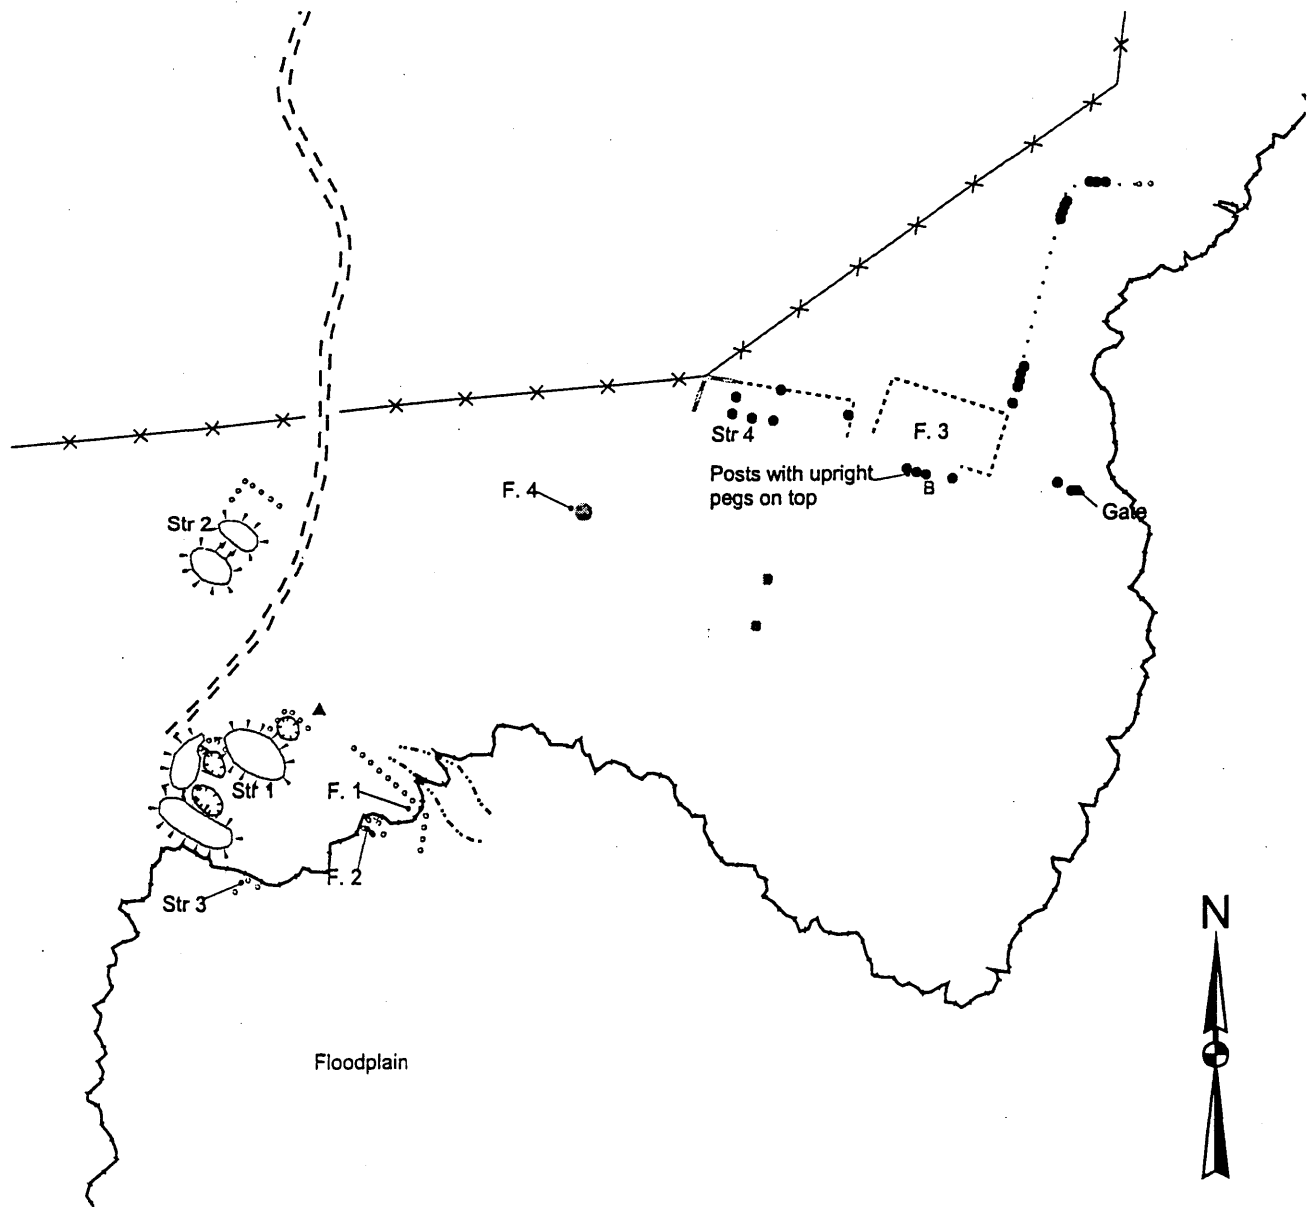 Str 4
F. 3
Posts with upright
pegs on top
B
F. 4
Gate
Str 2
Str 1
F. 1
F. 2
Str 3
N
Floodplain